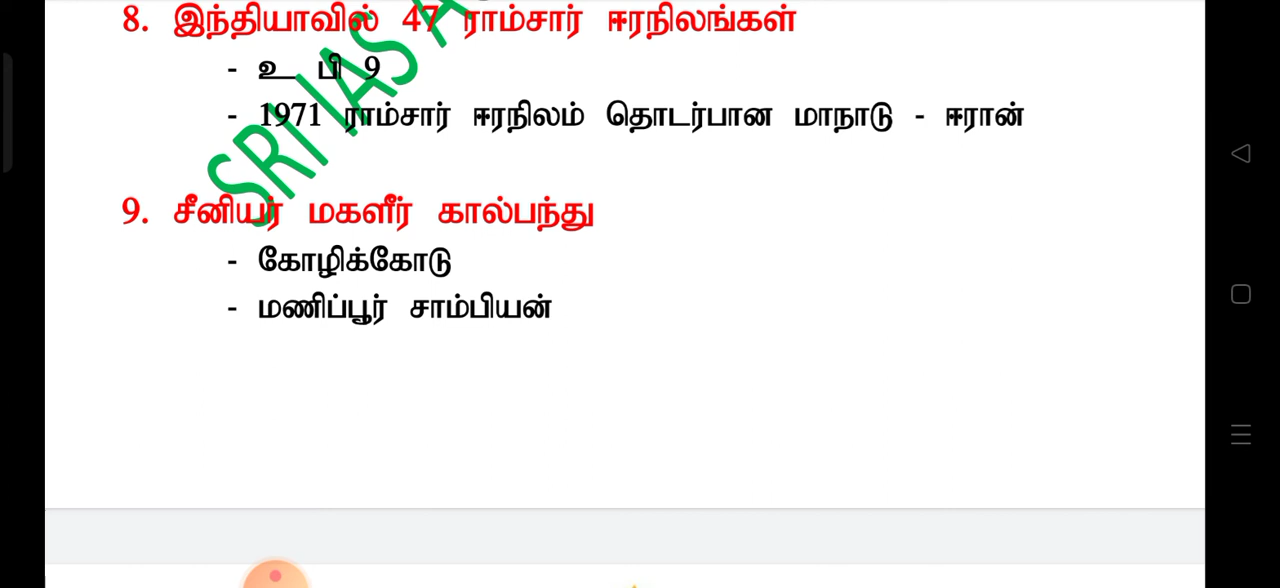 8. இந்தியாவில் 47 ராம்சார் ஈரநிலங்கள்
- உ பி 9
- 1971 ராம்சார் ஈரநிலம் தொடர்பான மாநாடு - ஈரான்
SRI IAS A
9. சீனியர் மகளீர் கால்பந்து
- கோழிக்கோடு
- மணிப்பூர் சாம்பியன்